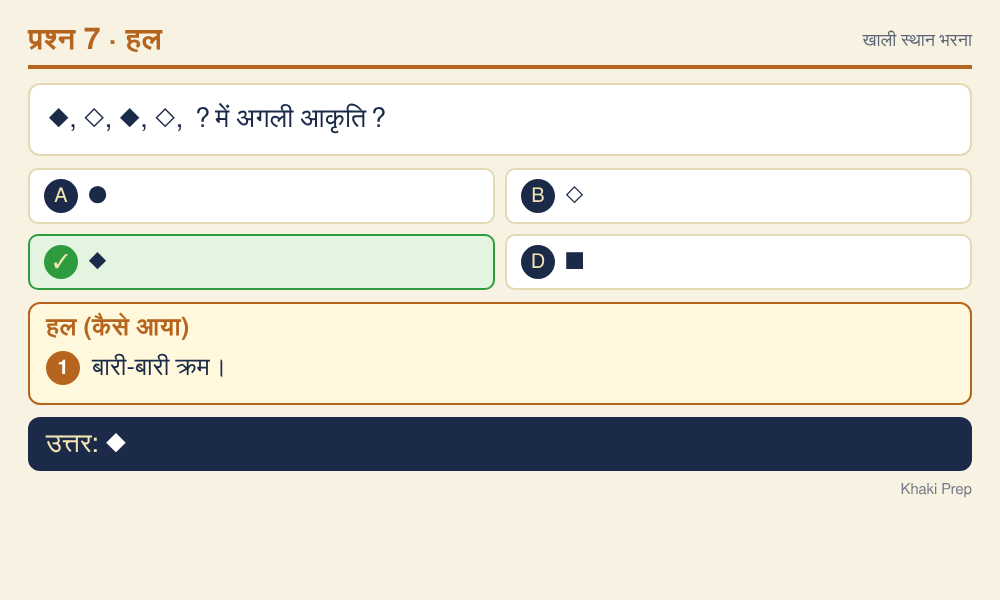 प्रश्न 7 · हल
खाली स्थान भरना
◆, ◇, ◆, ◇, ? में अगली आकृति ?
A ●
B ◇
✓ ◆
D ■
हल (कैसे आया)
1 बारी-बारी क्रम।
उत्तर: ◆
Khaki Prep